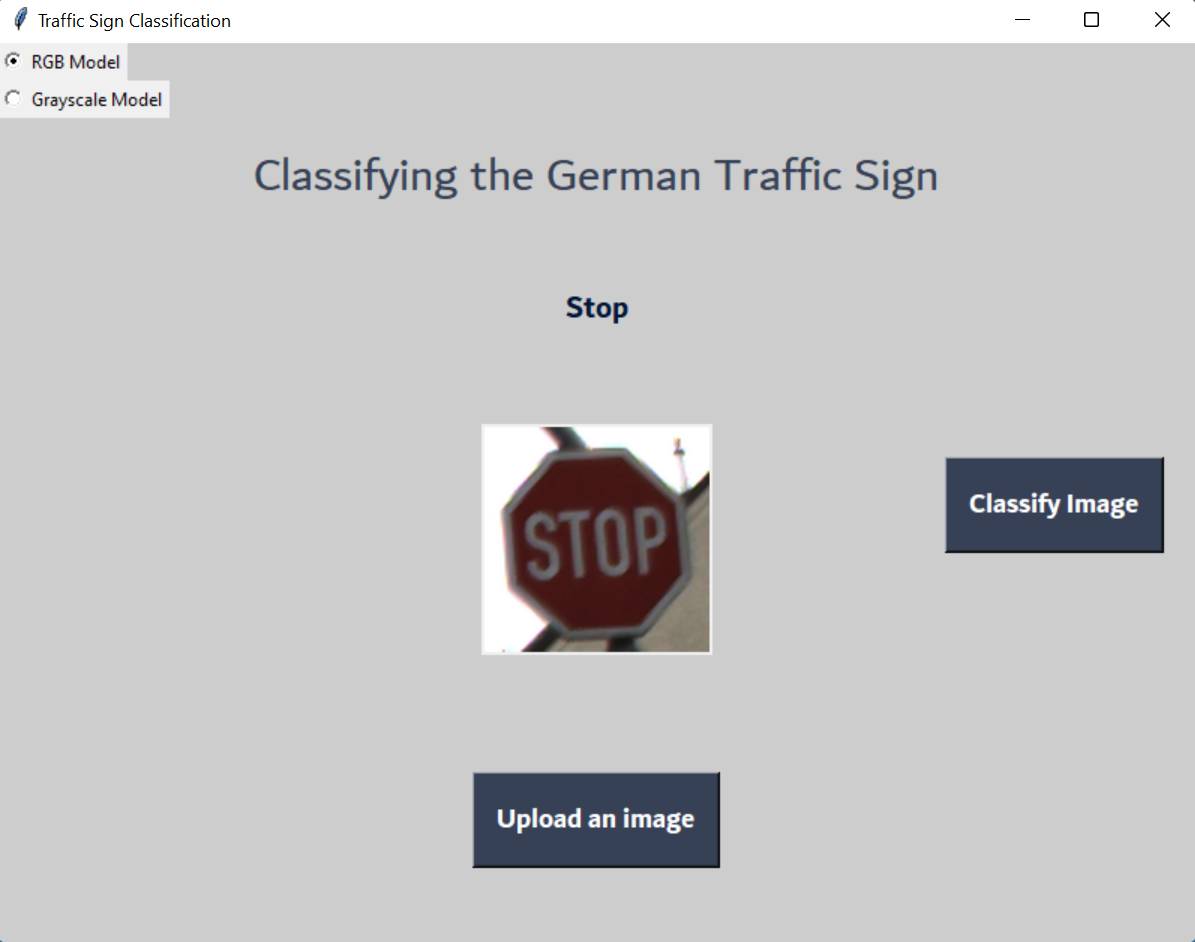 Traffic Sign Classification
RGB Model
Grayscale Model
Classifying the German Traffic Sign
Stop
STOP
Classify Image
Upload an image